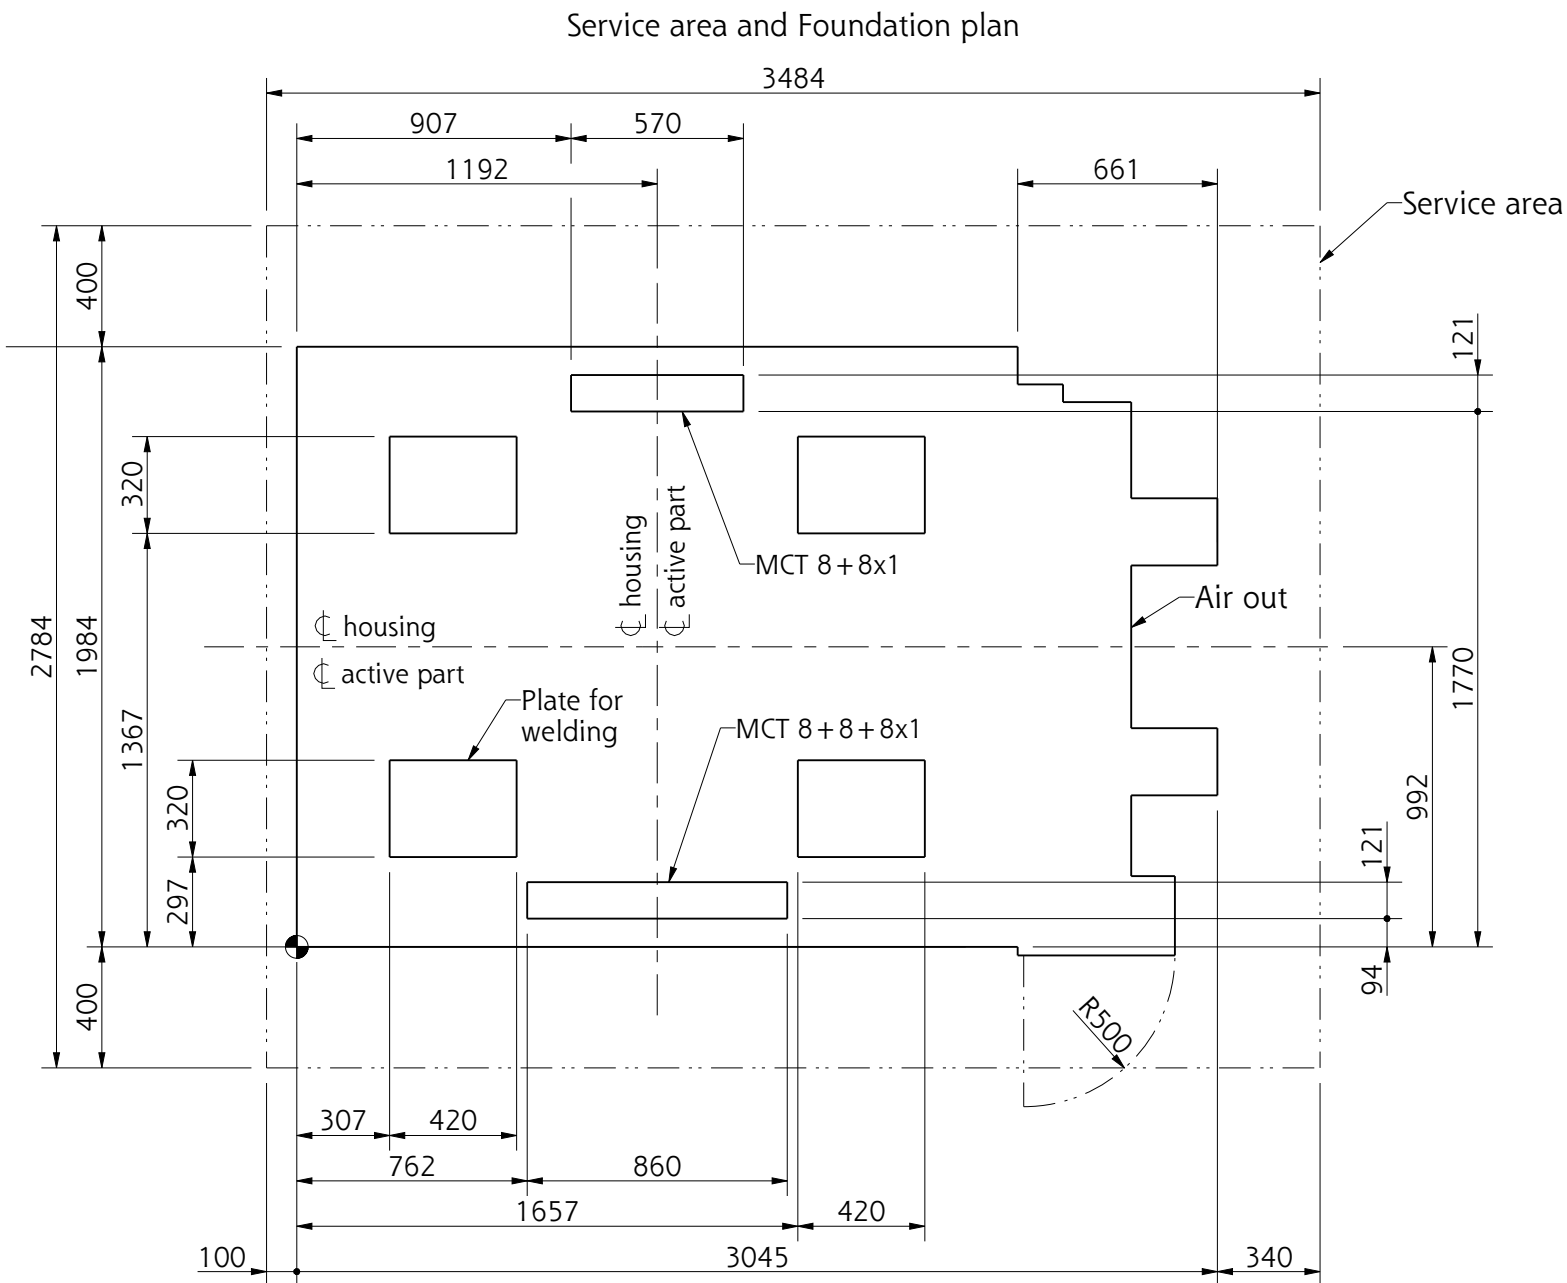 Service area and Foundation plan
3484
907
570
1192
661
Service area
400
121
320
housing
active part
MCT 8+8x1
Air out
℄ housing
℄ active part
2784
1984
1367
1770
Plate for
welding
MCT 8+8+8x1
992
320
121
297
94
400
R500
307
420
762
860
1657
420
100
3045
340